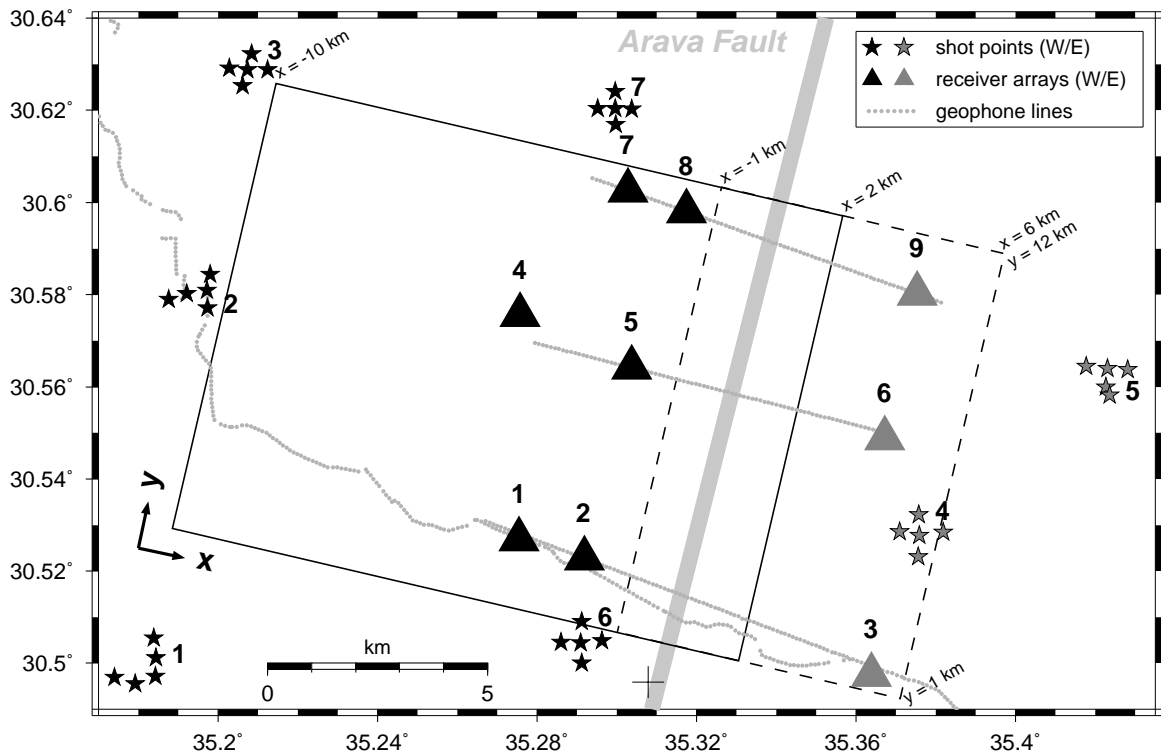 30.64˚
30.62˚
30.6˚
30.58˚
30.56˚
30.54˚
30.52˚
30.5˚
35.2˚
35.24˚
35.28˚
35.32˚
35.36˚
35.4˚
Arava Fault
shot points (W/E)
receiver arrays (W/E)
geophone lines
3
x = -10 km
7
7
8
x = -1 km
x = 2 km
x = 6 km
y = 12 km
9
4
2
5
5
6
1
2
4
y
x
6
3
1
y = 1 km
km
0
5